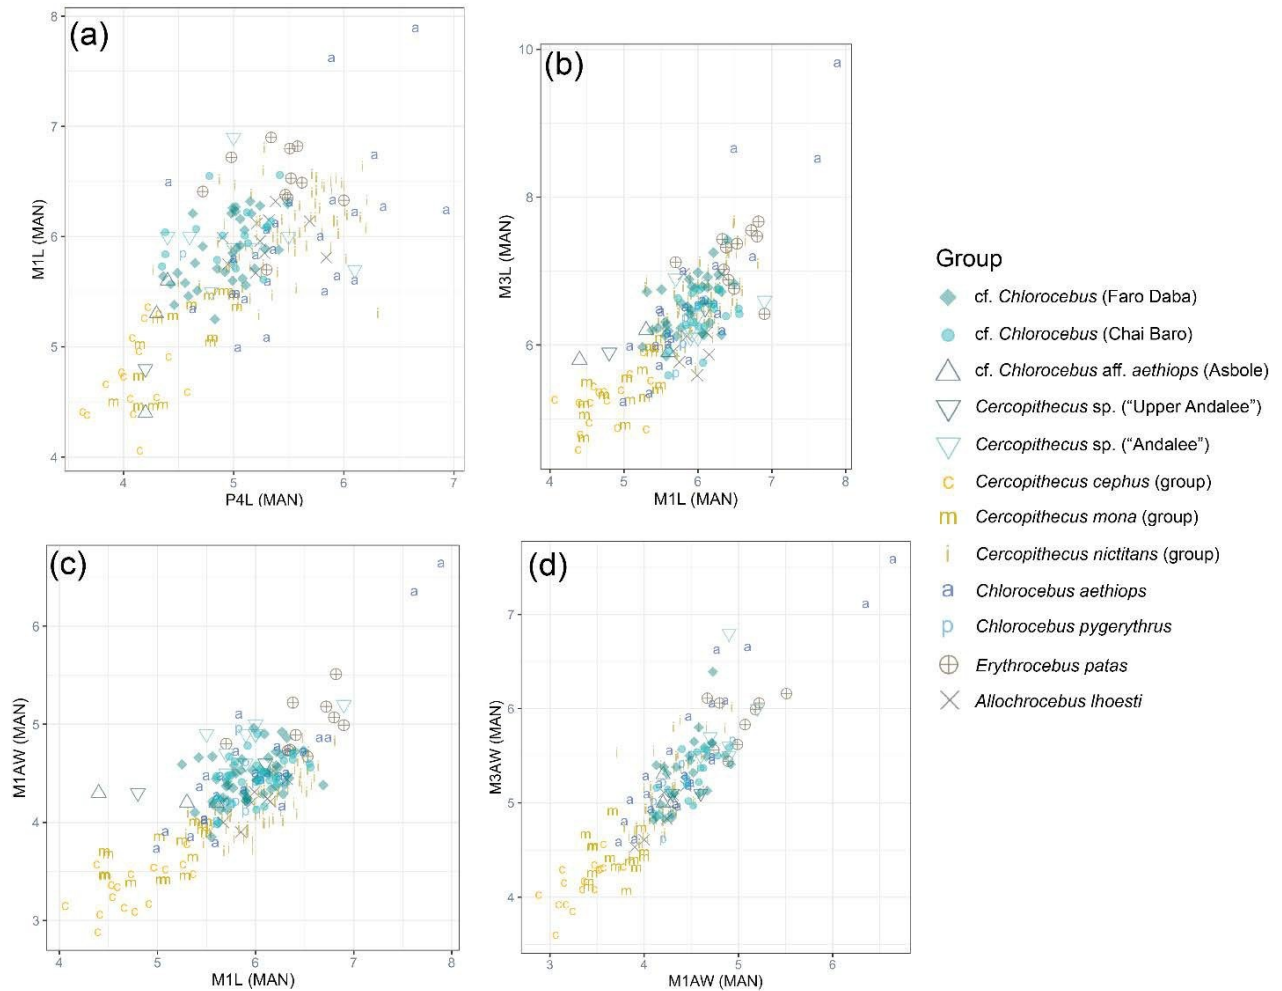 (a)
8
7
6
5
4
M1L (MAN)
4 5 6 7
P4L (MAN)
(b)
10
8
6
M3L (MAN)
4 5 6 7 8
M1L (MAN)
(c)
6
5
4
3
M1AW (MAN)
4 5 6 7 8
M1L (MAN)
(d)
7
6
5
4
M3AW (MAN)
3 4 5 6
M1AW (MAN)
Group
cf. Chlorocebus (Faro Daba)
cf. Chlorocebus (Chai Baro)
cf. Chlorocebus aff. aethiops (Asbole)
Cercopithecus sp. (“Upper Andalee”)
Cercopithecus sp. (“Andalee”)
c Cercopithecus cephus (group)
m Cercopithecus mona (group)
i Cercopithecus nictitans (group)
a Chlorocebus aethiops
p Chlorocebus pygerythrus
Erythrocebus patas
Allochrocebus lhoesti